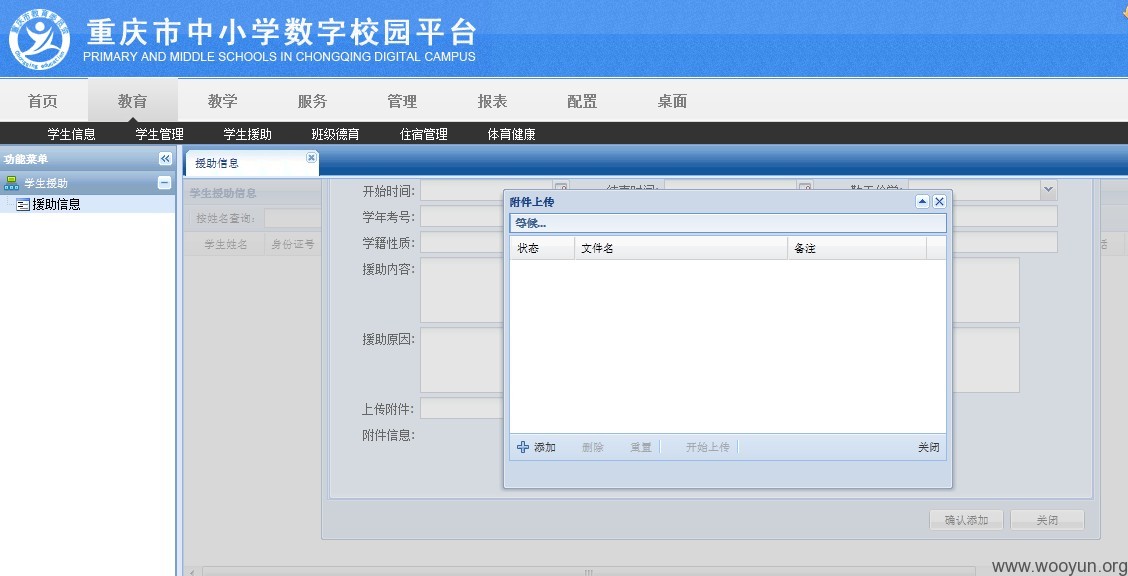 重庆市中小学数字校园平台
PRIMARY AND MIDDLE SCHOOLS IN CHONGQING DIGITAL CAMPUS
首页 教育 教学 服务 管理 报表 配置 桌面
学生信息 学生管理 学生援助 班级德育 住宿管理 体育健康
功能菜单
学生援助
援助信息
援助信息
学生援助信息
按姓名查询:
学生姓名 身份证号
开始时间: 结束时间:
学年考号:
学籍性质:
援助内容:
援助原因:
上传附件:
附件信息:
附件上传
等候...
状态 文件名 备注
添加 删除 重置 开始上传 关闭
确认添加 关闭
www.wooyun.org